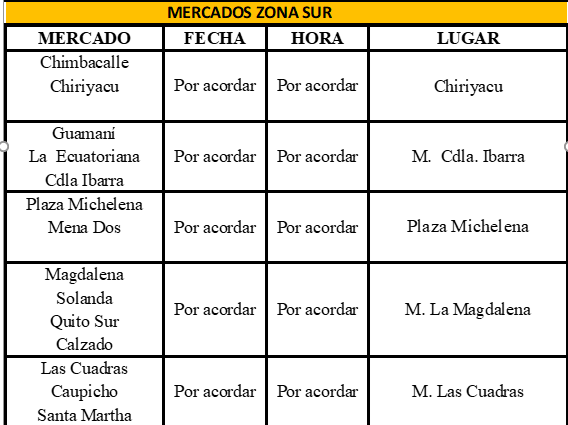 MERCADOS ZONA SUR
MERCADO FECHA HORA LUGAR
Chimbacalle
Chiriyacu
Por acordar Por acordar Chiriyacu
Guamaní
La Ecuatoriana
Cdla Ibarra
Por acordar Por acordar M. Cdla. Ibarra
Plaza Michelena
Mena Dos
Por acordar Por acordar Plaza Michelena
Magdalena
Solanda
Quito Sur
Calzado
Por acordar Por acordar M. La Magdalena
Las Cuadras
Caupicho
Santa Martha
Por acordar Por acordar M. Las Cuadras